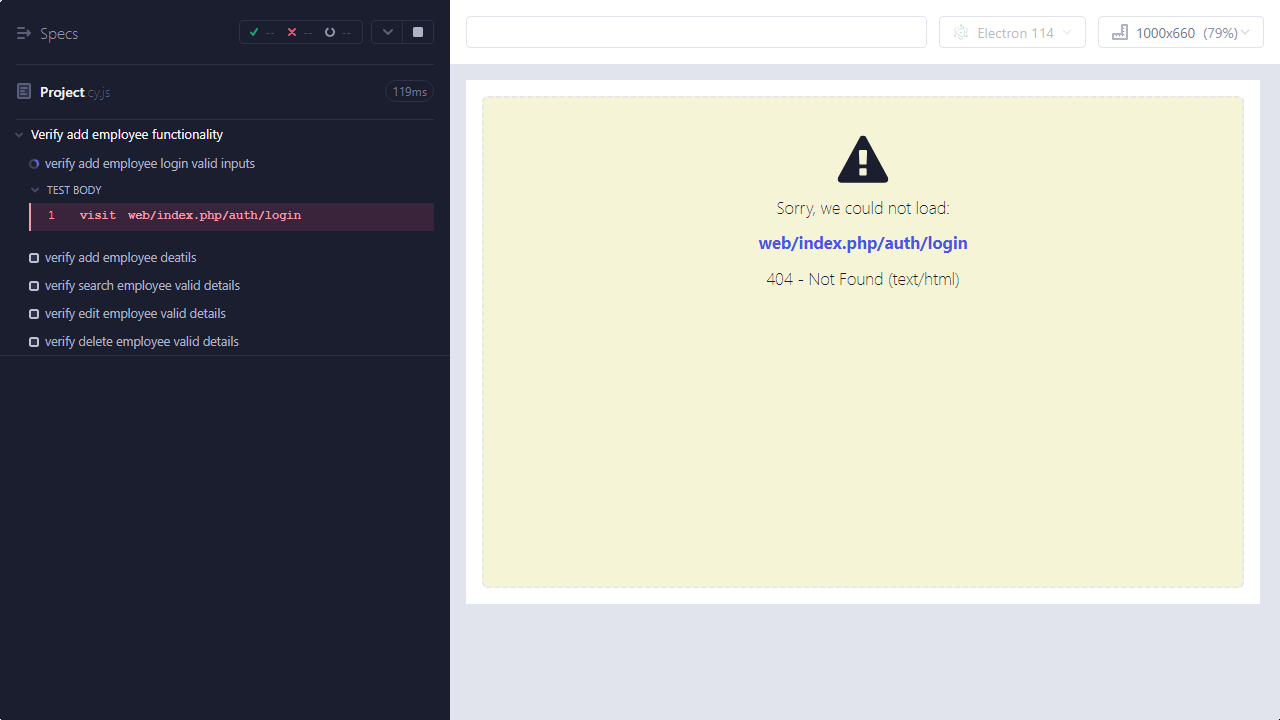 Specs
-- -- --
Project.cy.js
119ms
Verify add employee functionality
verify add employee login valid inputs
TEST BODY
1 visit web/index.php/auth/login
verify add employee deatils
verify search employee valid details
verify edit employee valid details
verify delete employee valid details
Electron 114
1000x660 (79%)
Sorry, we could not load:
web/index.php/auth/login
404 - Not Found (text/html)